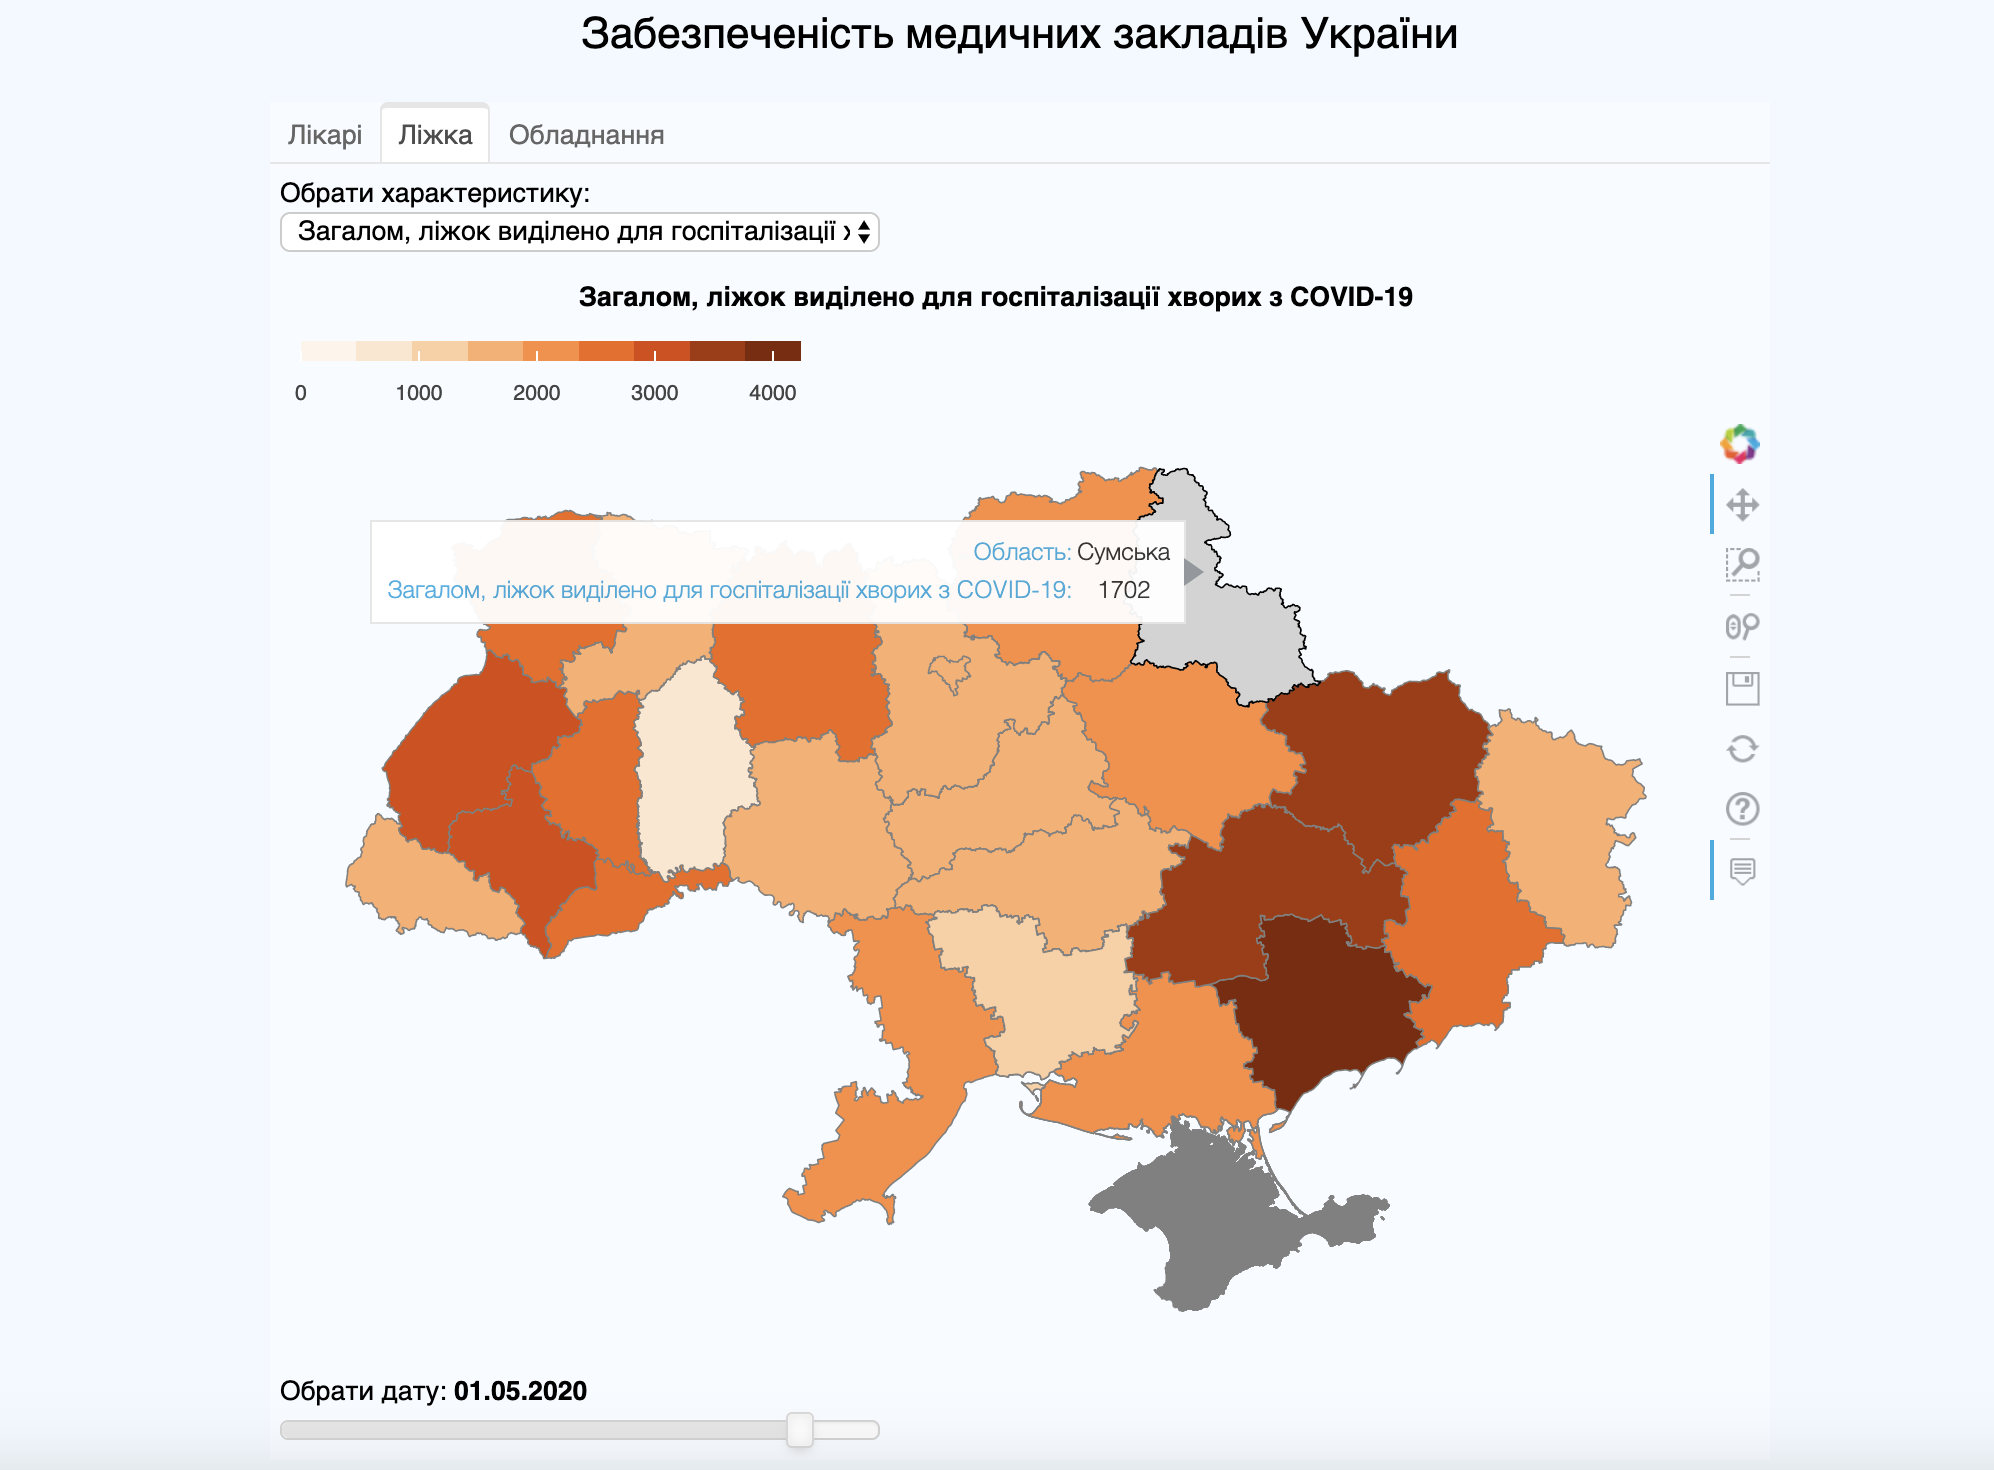 Забезпеченість медичних закладів України
Лікарі Ліжка Обладнання
Обрати характеристику:
Загалом, ліжок виділено для госпіталізації
Загалом, ліжок виділено для госпіталізації хворих з COVID-19
0 1000 2000 3000 4000
Область: Сумська
Загалом, ліжок виділено для госпіталізації хворих з COVID-19: 1702
Обрати дату: 01.05.2020